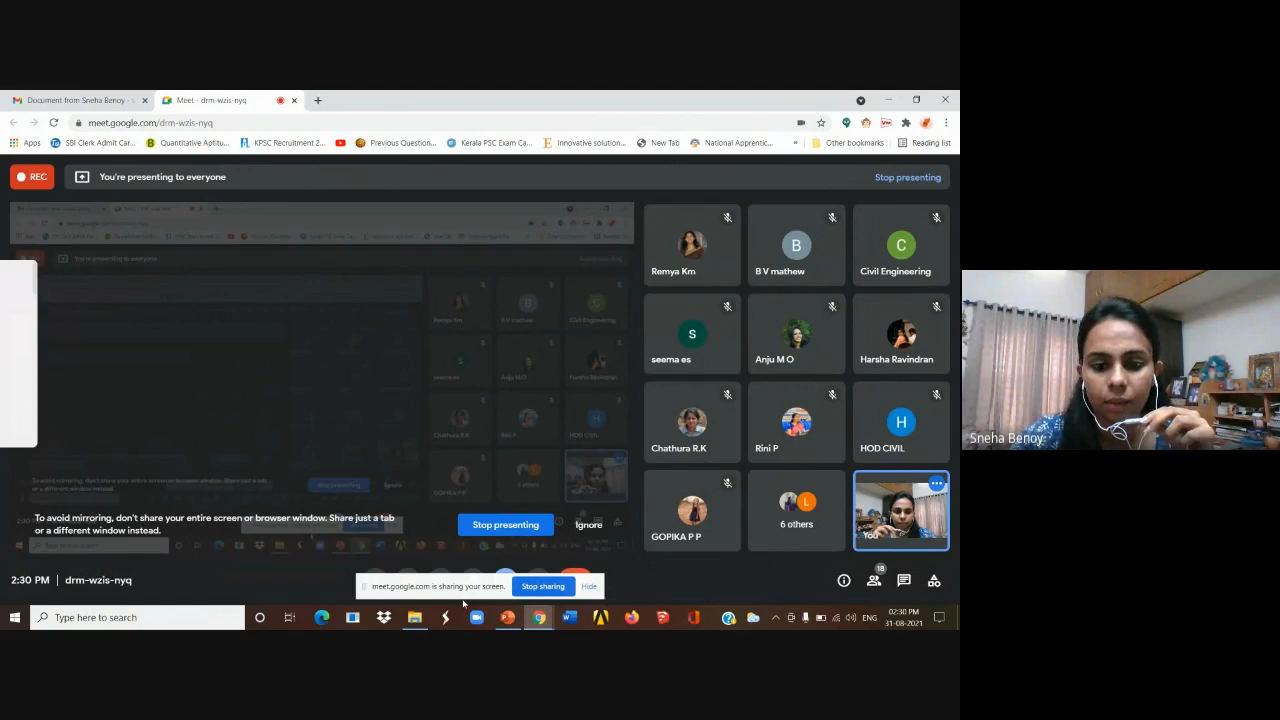 Document from Sneha Benoy - s
Meet - drm-wzis-nyq
meet.google.com/drm-wzis-nyq
Apps
SBI Clerk Admit Car...
Quantitative Aptitu...
KPSC Recruitment 2...
Previous Question...
Kerala PSC Exam Ca...
Innovative solution...
New Tab
National Apprentic...
»
Other bookmarks
Reading list
REC
You're presenting to everyone
Stop presenting
Remya Km
B
B V mathew
C
Civil Engineering
s
seema es
Anju M O
Harsha Ravindran
Chathura R.K
Rini P
H
HOD CIVIL
GOPIKA P P
L
6 others
You
To avoid mirroring, don't share your entire screen or browser window. Share just a tab
or a different window instead.
Stop presenting
Ignore
2:30 PM | drm-wzis-nyq
meet.google.com is sharing your screen.
Stop sharing
Hide
18
Type here to search
ENG
02:30 PM
31-08-2021
Sneha Benoy